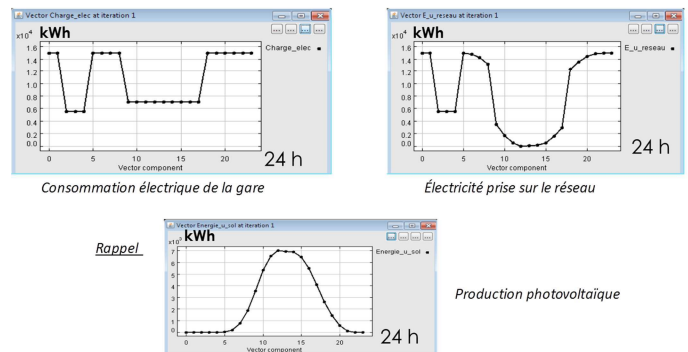 Vector Charge_elec at iteration 1
x10⁴ kWh
... ... ... ...
1.6
1.4
1.2
1.0
0.8
0.6
0.4
0.2
0.0
0 5 10 15 20
Vector component
Charge_elec
24 h
Consommation électrique de la gare
Vector E_u_reseau at iteration 1
x10⁴ kWh
... ... ... ...
1.6
1.4
1.2
1.0
0.8
0.6
0.4
0.2
0.0
0 5 10 15 20
Vector component
E_u_reseau
24 h
Électricité prise sur le réseau
Rappel
Vector Energie_u_sol at iteration 1
x10³ kWh
... ... ... ...
7
6
5
4
3
2
1
0
0 5 10 15 20
Vector component
Energie_u_sol
24 h
Production photovoltaïque